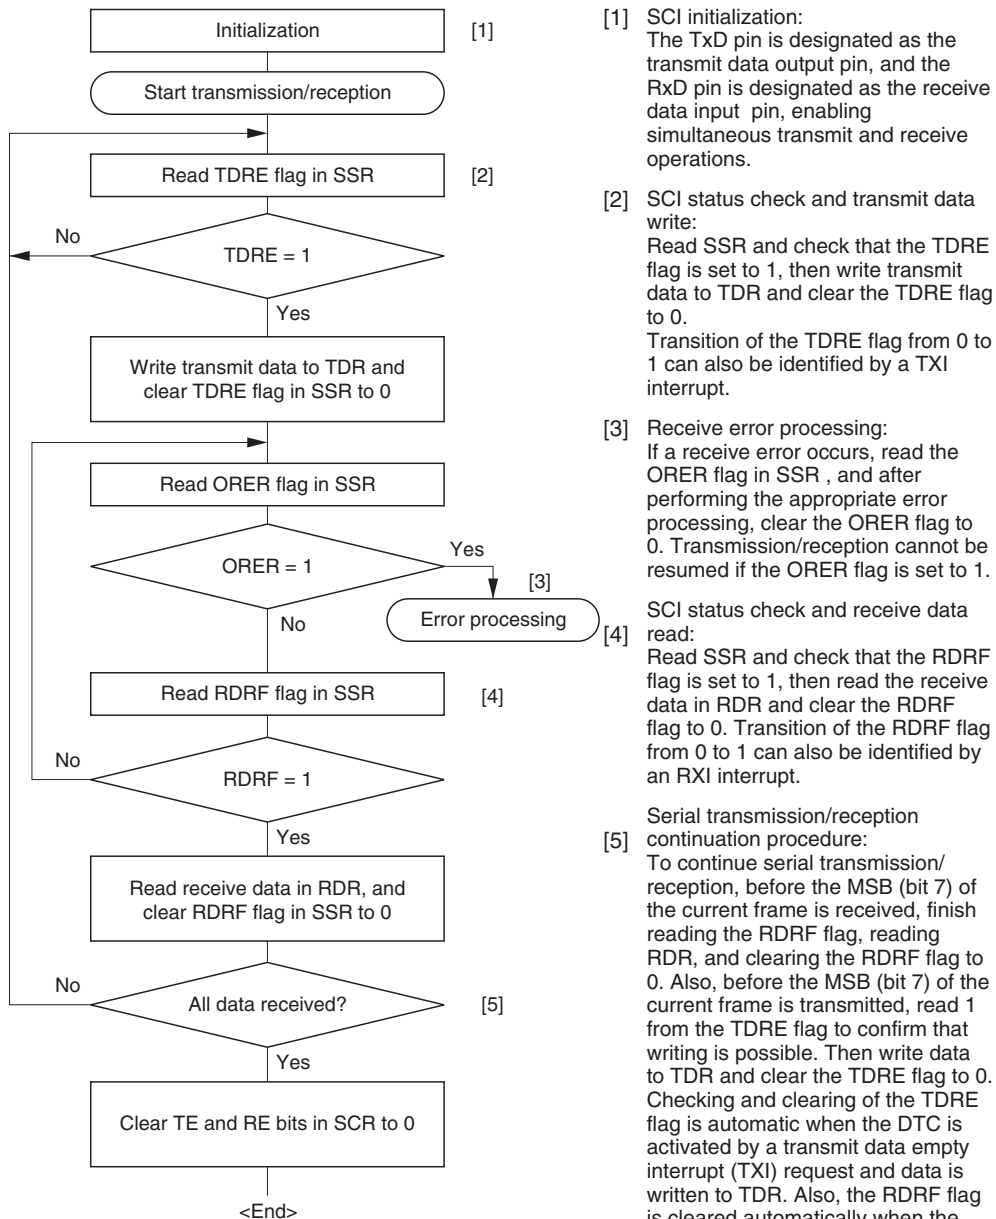 Initialization
[1]
Start transmission/reception
Read TDRE flag in SSR
[2]
No
TDRE = 1
Yes
Write transmit data to TDR and
clear TDRE flag in SSR to 0
Read ORER flag in SSR
ORER = 1
Yes
[3]
Error processing
No
Read RDRF flag in SSR
[4]
No
RDRF = 1
Yes
Read receive data in RDR, and
clear RDRF flag in SSR to 0
No
All data received?
[5]
Yes
Clear TE and RE bits in SCR to 0
<End>
[1] SCI initialization:
The TxD pin is designated as the
transmit data output pin, and the
RxD pin is designated as the receive
data input pin, enabling
simultaneous transmit and receive
operations.
[2] SCI status check and transmit data
write:
Read SSR and check that the TDRE
flag is set to 1, then write transmit
data to TDR and clear the TDRE flag
to 0.
Transition of the TDRE flag from 0 to
1 can also be identified by a TXI
interrupt.
[3] Receive error processing:
If a receive error occurs, read the
ORER flag in SSR , and after
performing the appropriate error
processing, clear the ORER flag to
0. Transmission/reception cannot be
resumed if the ORER flag is set to 1.
SCI status check and receive data
[4] read:
Read SSR and check that the RDRF
flag is set to 1, then read the receive
data in RDR and clear the RDRF
flag to 0. Transition of the RDRF flag
from 0 to 1 can also be identified by
an RXI interrupt.
Serial transmission/reception
[5] continuation procedure:
To continue serial transmission/
reception, before the MSB (bit 7) of
the current frame is received, finish
reading the RDRF flag, reading
RDR, and clearing the RDRF flag to
0. Also, before the MSB (bit 7) of the
current frame is transmitted, read 1
from the TDRE flag to confirm that
writing is possible. Then write data
to TDR and clear the TDRE flag to 0.
Checking and clearing of the TDRE
flag is automatic when the DTC is
activated by a transmit data empty
interrupt (TXI) request and data is
written to TDR. Also, the RDRF flag
is cleared automatically when the